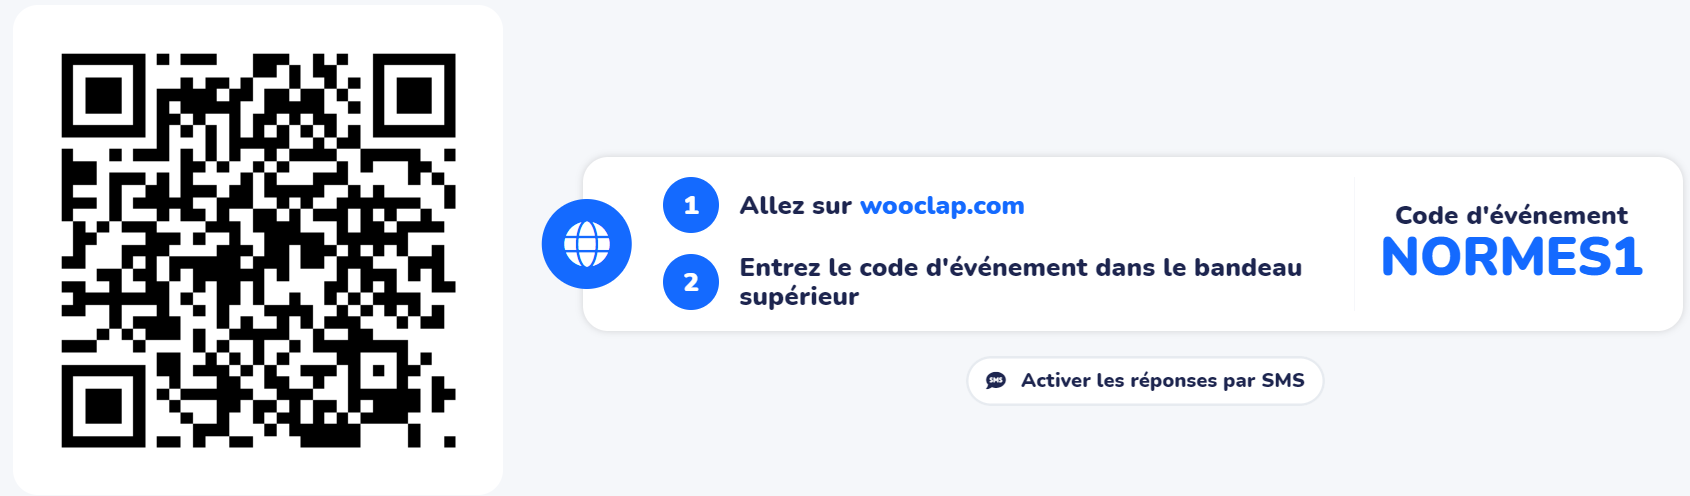 1 Allez sur wooclap.com
2 Entrez le code d'événement dans le bandeau
supérieur
Code d'événement
NORMES1
SMS Activer les réponses par SMS